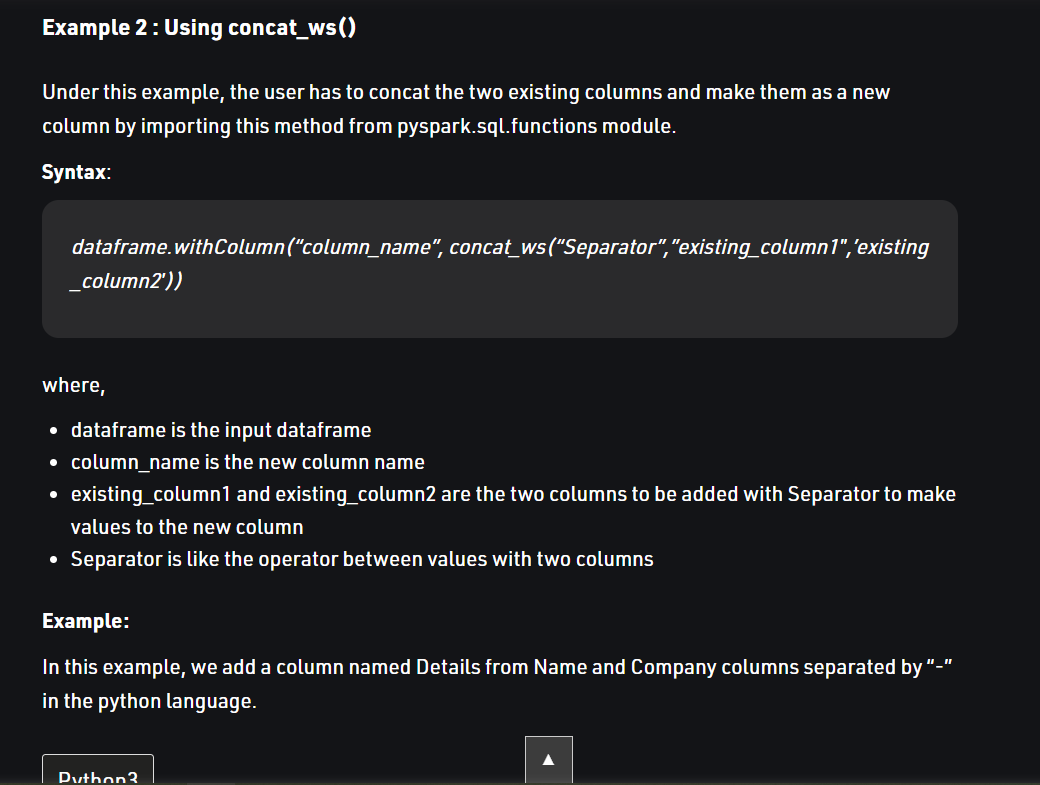 Example 2 : Using concat_ws()
Under this example, the user has to concat the two existing columns and make them as a new
column by importing this method from pyspark.sql.functions module.
Syntax:
dataframe.withColumn(“column_name”, concat_ws(“Separator”,”existing_column1″,’existing
_column2′))
where,
• dataframe is the input dataframe
• column_name is the new column name
• existing_column1 and existing_column2 are the two columns to be added with Separator to make
values to the new column
• Separator is like the operator between values with two columns
Example:
In this example, we add a column named Details from Name and Company columns separated by “-”
in the python language.
▲
Python3